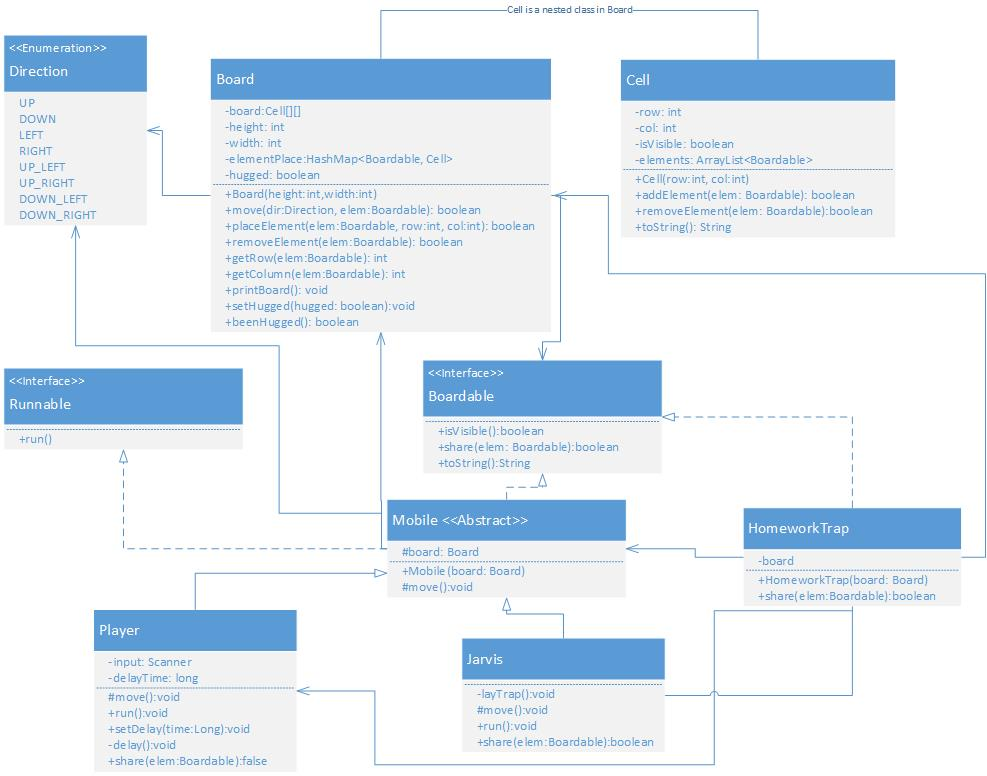 Cell is a nested class in Board
<<Enumeration>>
Direction
UP
DOWN
LEFT
RIGHT
UP_LEFT
UP_RIGHT
DOWN_LEFT
DOWN_RIGHT
Board
-board:Cell[][]
-height: int
-width: int
-elementPlace:HashMap<Boardable, Cell>
-hugged: boolean
+Board(height:int,width:int)
+move(dir:Direction, elem:Boardable): boolean
+placeElement(elem:Boardable, row:int, col:int): boolean
+removeElement(elem:Boardable): boolean
+getRow(elem:Boardable): int
+getColumn(elem:Boardable): int
+printBoard(): void
+setHugged(hugged: boolean):void
+beenHugged(): boolean
Cell
-row: int
-col: int
-isVisible: boolean
-elements: ArrayList<Boardable>
+Cell(row:int, col:int)
+addElement(elem: Boardable): boolean
+removeElement(elem: Boardable):boolean
+toString(): String
<<Interface>>
Runnable
+run()
<<Interface>>
Boardable
+isVisible():boolean
+share(elem: Boardable):boolean
+toString():String
Mobile <<Abstract>>
#board: Board
+Mobile(board: Board)
#move():void
HomeworkTrap
-board
+HomeworkTrap(board: Board)
+share(elem:Boardable):boolean
Player
-input: Scanner
-delayTime: long
#move():void
+run():void
+setDelay(time:Long):void
-delay():void
+share(elem:Boardable):false
Jarvis
-layTrap():void
#move():void
+run():void
+share(elem:Boardable):boolean